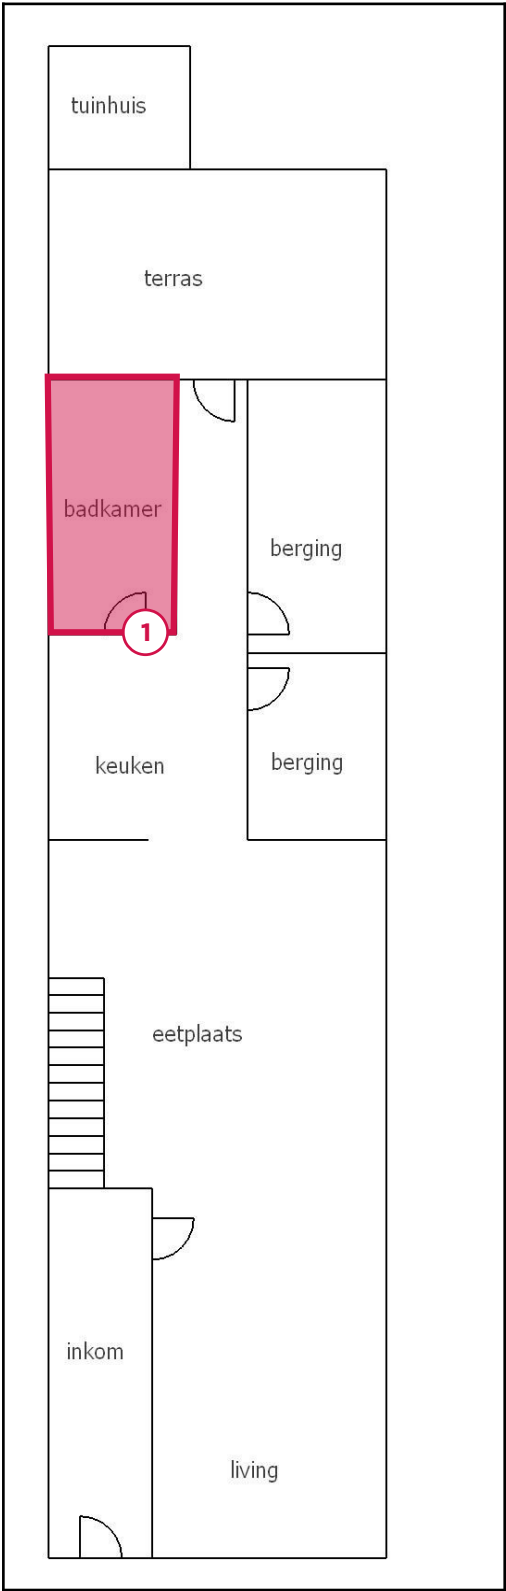 tuinhuis
terras
badkamer
berging
1
keuken
berging
eetplaats
inkom
living